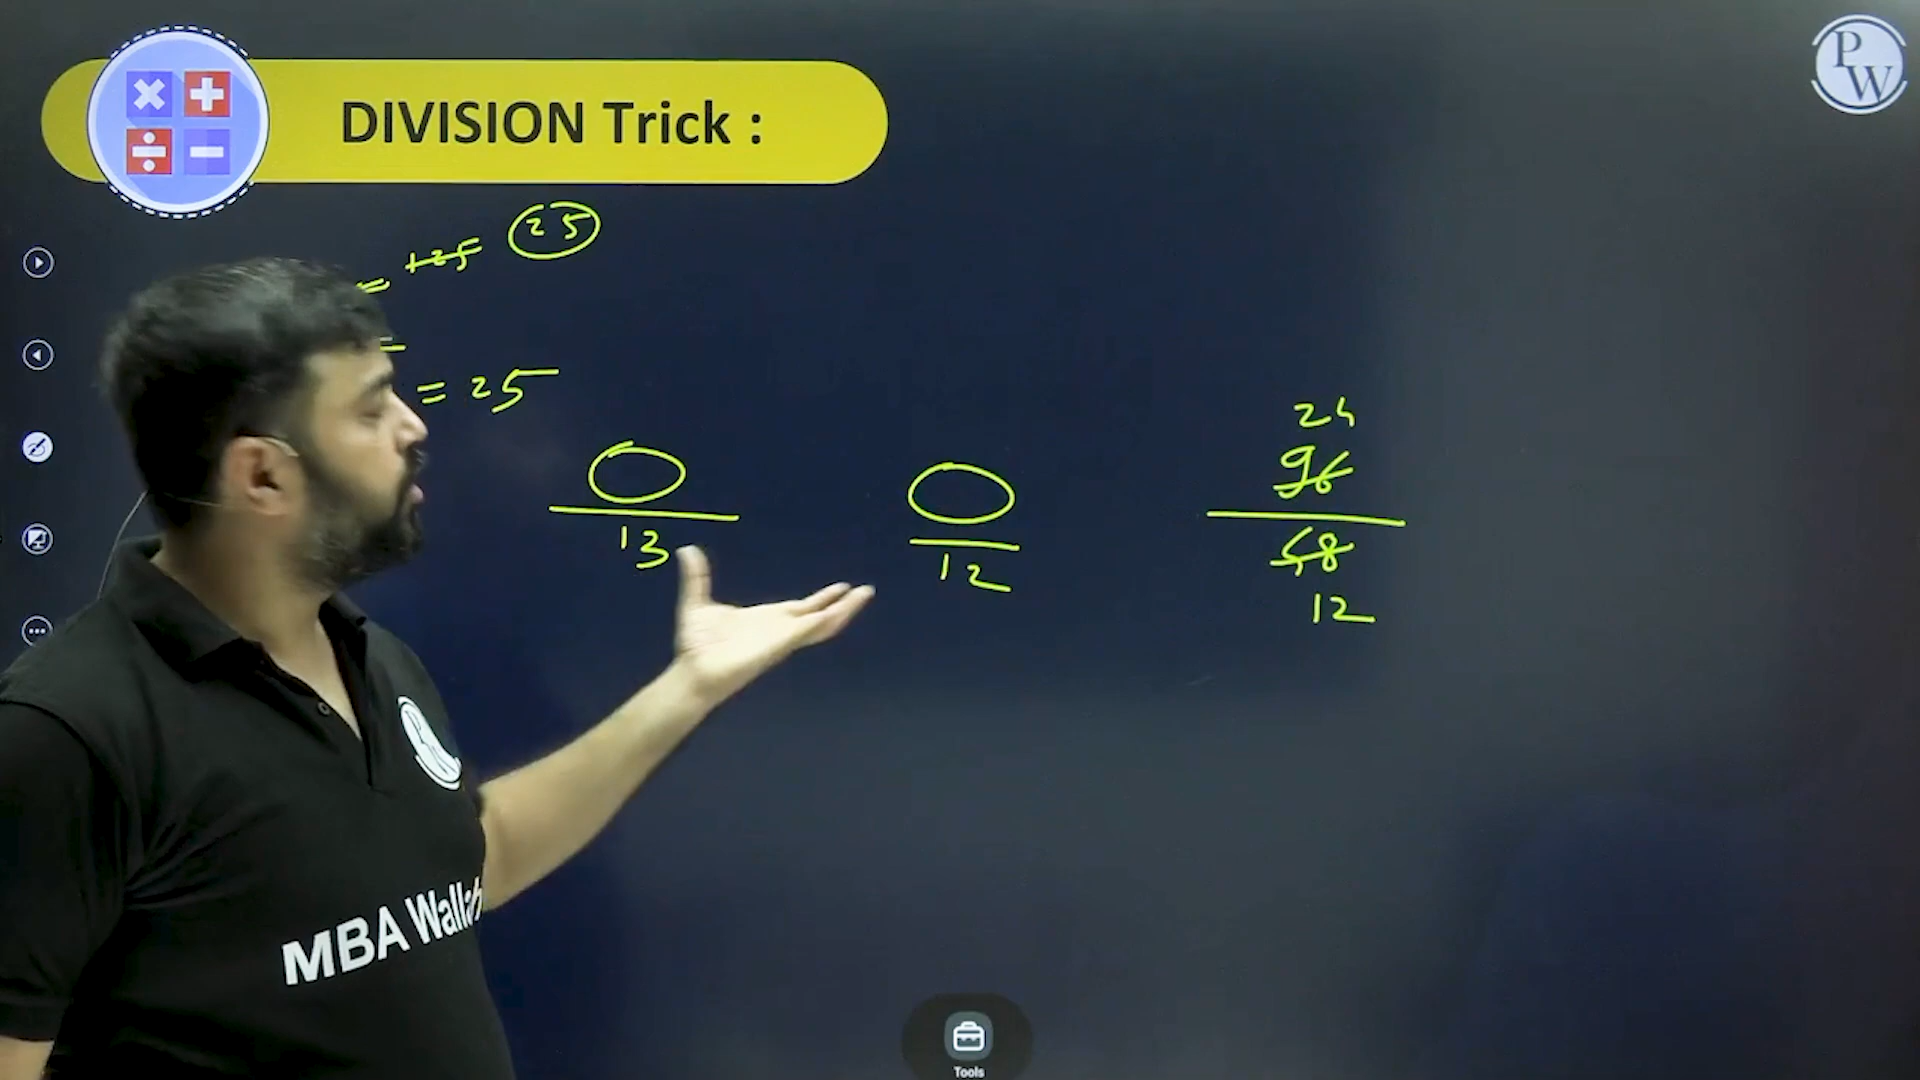 PW
DIVISION Trick :
= 125 25
= 25
24
96
48
12
13
12
MBA Wallah
Tools